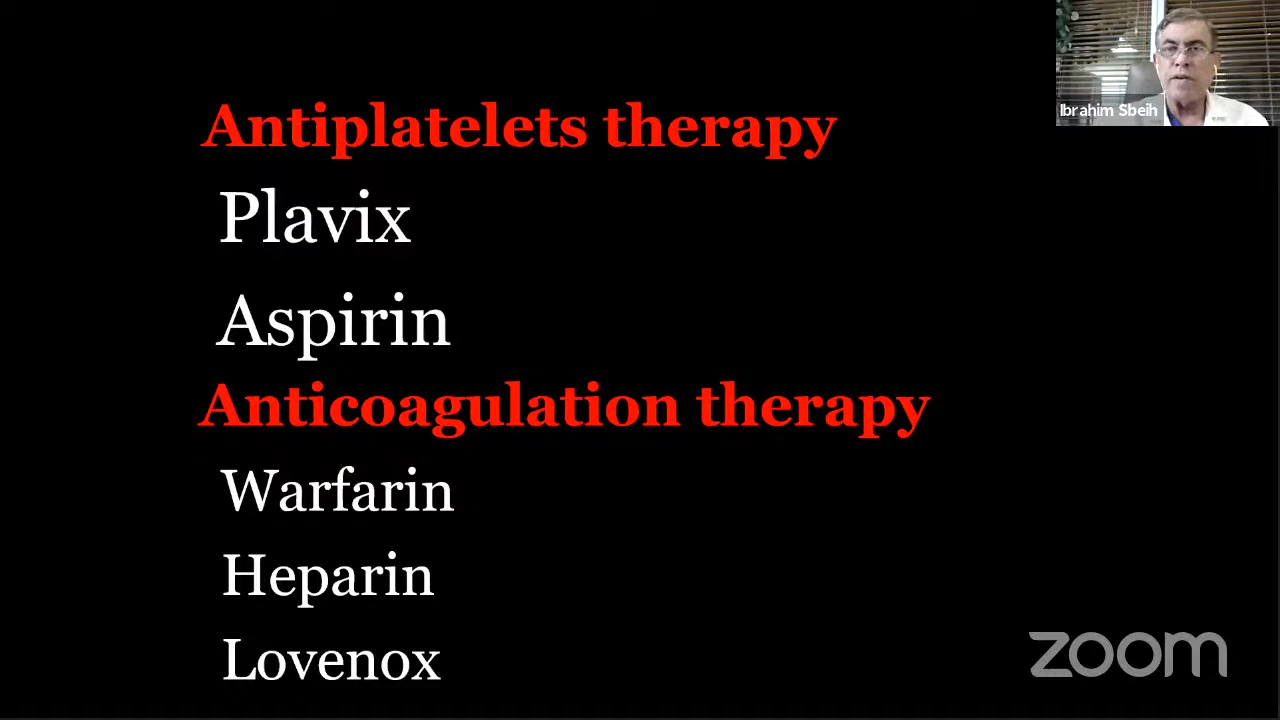 Ibrahim Sbeih
Antiplatelets therapy
Plavix
Aspirin
Anticoagulation therapy
Warfarin
Heparin
Lovenox
zoom